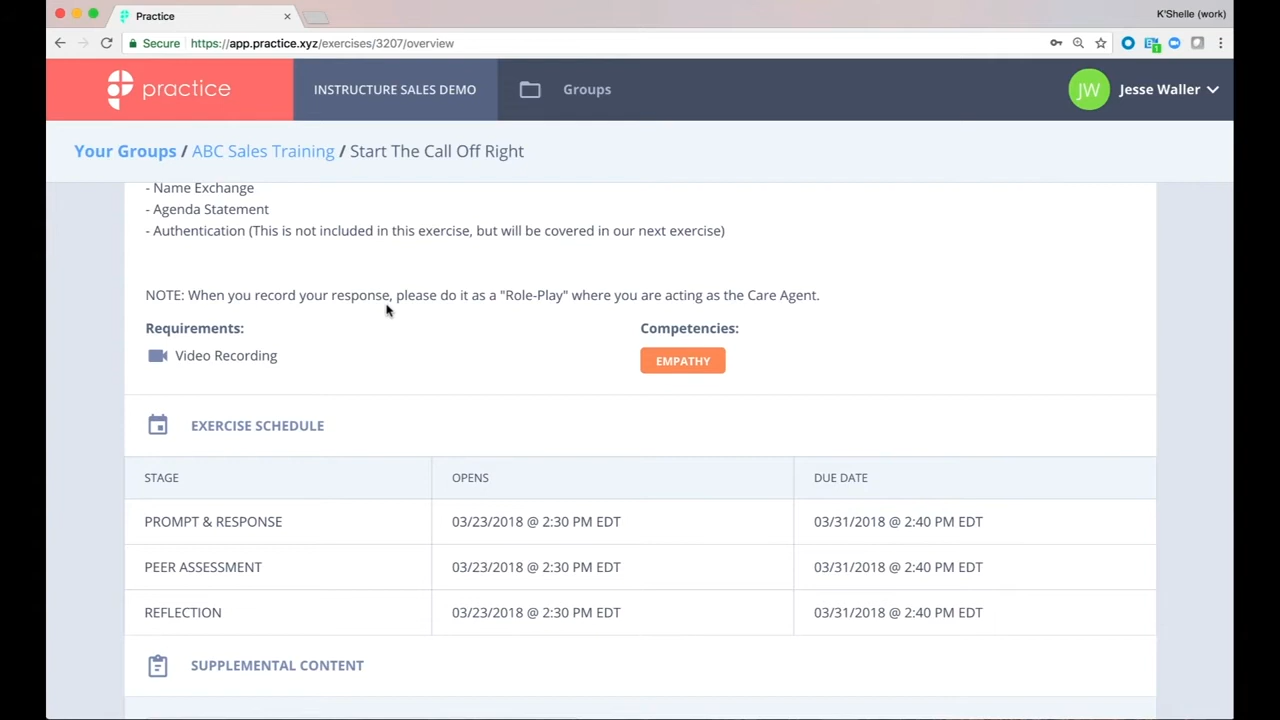 Practice
K'Shelle (work)
Secure https://app.practice.xyz/exercises/3207/overview
practice
INSTRUCTURE SALES DEMO
Groups
JW Jesse Waller
Your Groups / ABC Sales Training / Start The Call Off Right
- Name Exchange
- Agenda Statement
- Authentication (This is not included in this exercise, but will be covered in our next exercise)
NOTE: When you record your response, please do it as a "Role-Play" where you are acting as the Care Agent.
Requirements:
Video Recording
Competencies:
EMPATHY
EXERCISE SCHEDULE
STAGE OPENS DUE DATE
PROMPT & RESPONSE 03/23/2018 @ 2:30 PM EDT 03/31/2018 @ 2:40 PM EDT
PEER ASSESSMENT 03/23/2018 @ 2:30 PM EDT 03/31/2018 @ 2:40 PM EDT
REFLECTION 03/23/2018 @ 2:30 PM EDT 03/31/2018 @ 2:40 PM EDT
SUPPLEMENTAL CONTENT